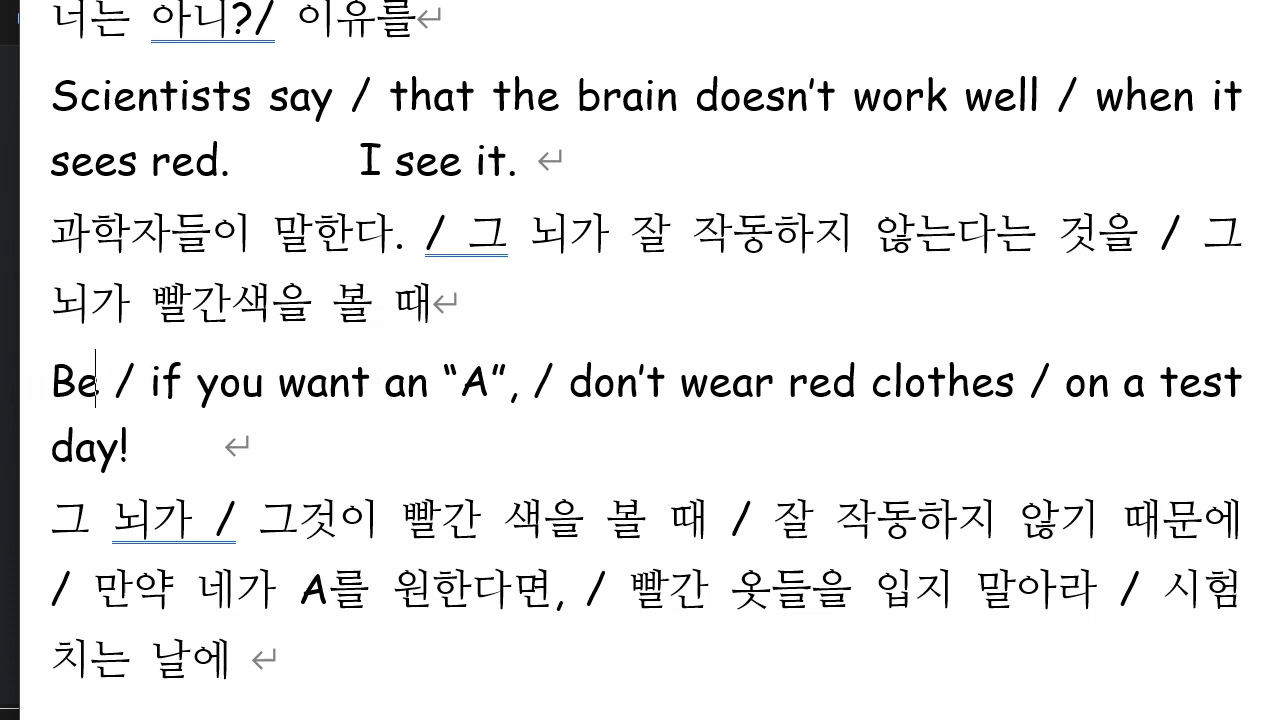 너는 아니?/ 이유를
Scientists say / that the brain doesn’t work well / when it
sees red. I see it.
과학자들이 말한다. / 그 뇌가 잘 작동하지 않는다는 것을 / 그
뇌가 빨간색을 볼 때
Be / if you want an “A”, / don’t wear red clothes / on a test
day!
그 뇌가 / 그것이 빨간 색을 볼 때 / 잘 작동하지 않기 때문에
/ 만약 네가 A를 원한다면, / 빨간 옷들을 입지 말아라 / 시험
치는 날에